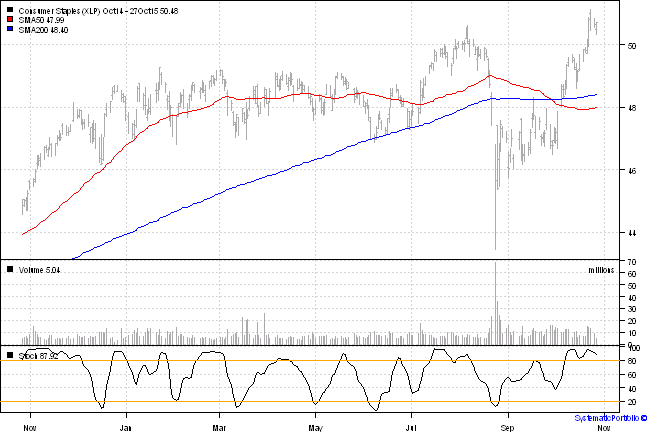 Consumer Staples (XLP) Oct14 - 27Oct15 50.48
SMA50 47.99
SMA200 48.40
50
48
46
44
Volume 5.04
millions
70
60
50
40
30
20
10
0
Stoch 87.92
100
80
60
40
20
Nov Jan Mar May Jul Sep Nov
SystematicPortfolio ©